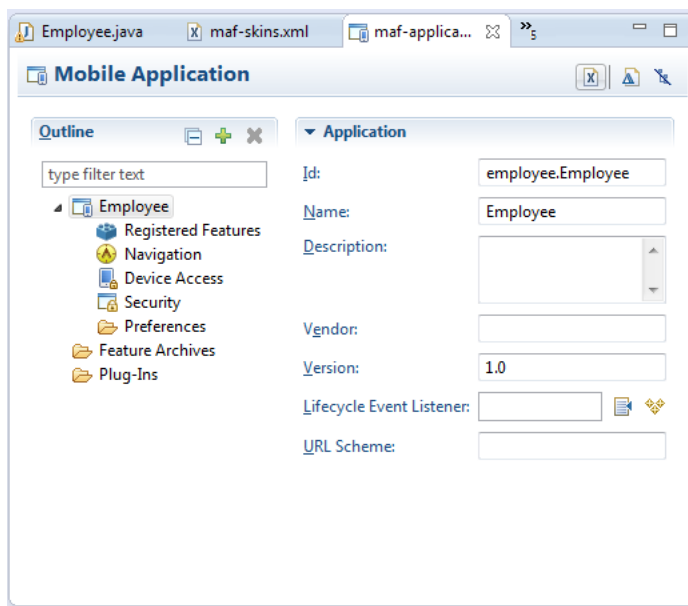 Employee.java
maf-skins.xml
maf-applica...
»5
Mobile Application
Outline
type filter text
Employee
Registered Features
Navigation
Device Access
Security
Preferences
Feature Archives
Plug-Ins
Application
Id:
employee.Employee
Name:
Employee
Description:
Vendor:
Version:
1.0
Lifecycle Event Listener:
URL Scheme: